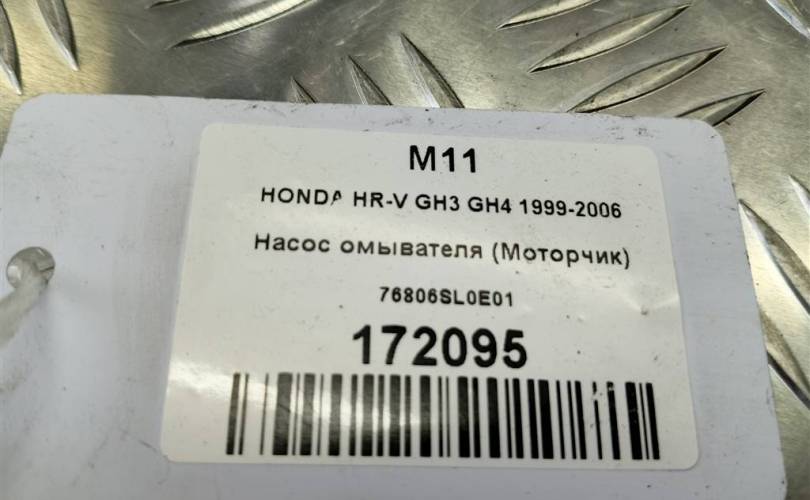 M11
HONDA HR-V GH3 GH4 1999-2006
Насос омывателя (Моторчик)
76806SL0E01
172095